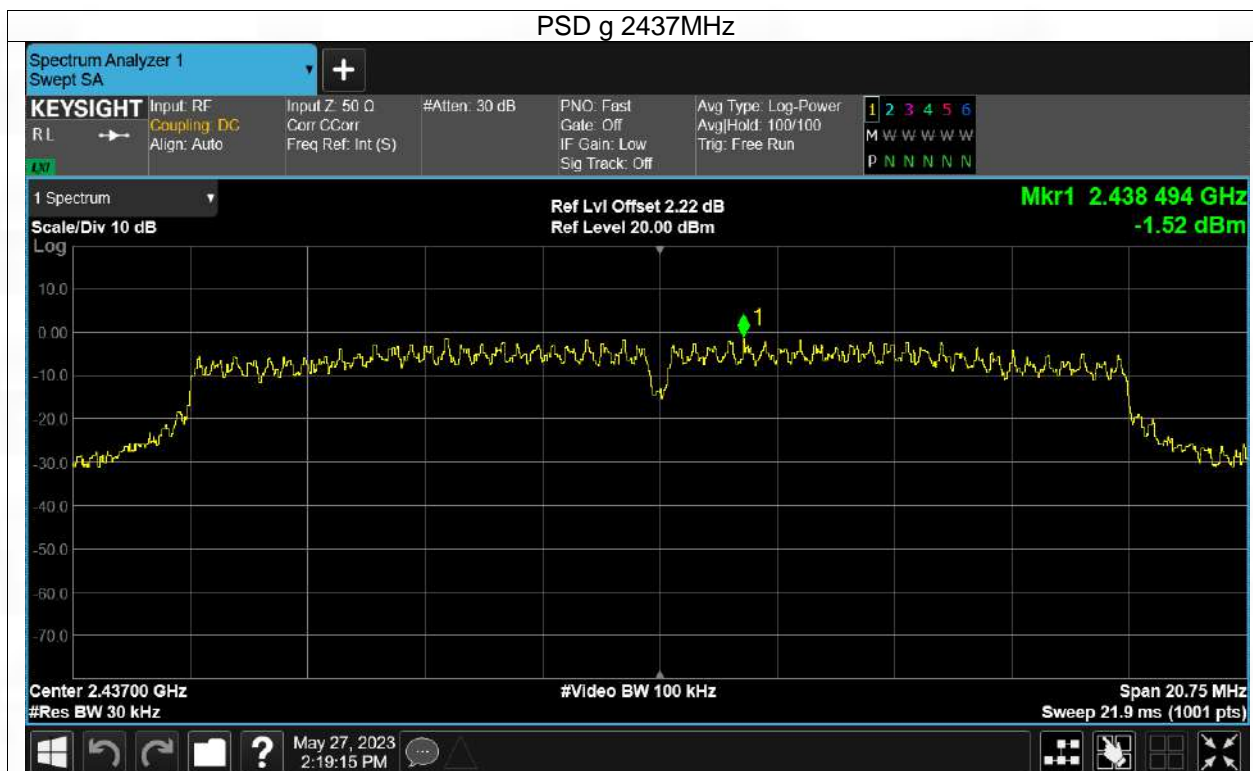 PSD g 2437MHz
Spectrum Analyzer 1
Swept SA
+
KEYSIGHT
RL
LXI
Input: RF
Coupling: DC
Align: Auto
Input Z: 50 Ω
Corr CCorr
Freq Ref: Int (S)
#Atten: 30 dB
PNO: Fast
Gate: Off
IF Gain: Low
Sig Track: Off
Avg Type: Log-Power
Avg|Hold: 100/100
Trig: Free Run
1 2 3 4 5 6
M W W W W W
P N N N N N
1 Spectrum
Scale/Div 10 dB
Ref Lvl Offset 2.22 dB
Ref Level 20.00 dBm
Mkr1 2.438 494 GHz
-1.52 dBm
Log
10.0
0.00
-10.0
-20.0
-30.0
-40.0
-50.0
-60.0
-70.0
1
Center 2.43700 GHz
#Res BW 30 kHz
#Video BW 100 kHz
Span 20.75 MHz
Sweep 21.9 ms (1001 pts)
?
May 27, 2023
2:19:15 PM